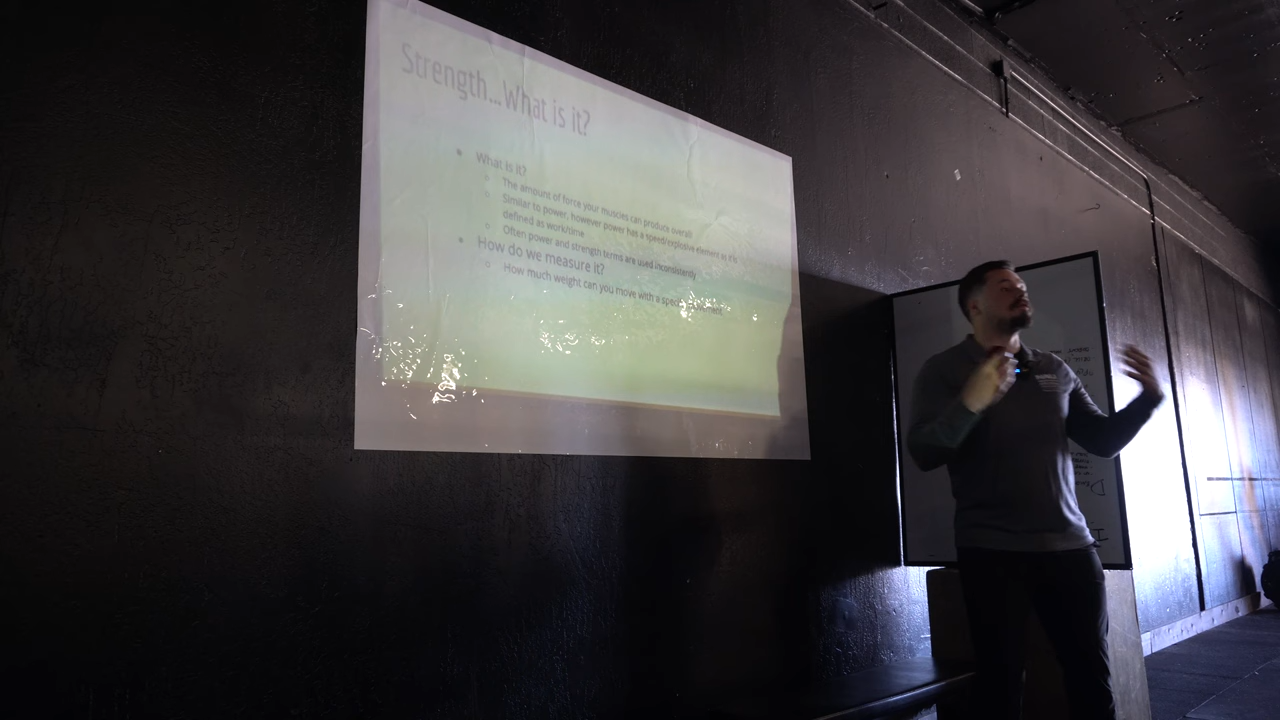 Strength...What is it?
What is it?
The amount of force your muscles can produce overall
Similar to power, however power has a speed/explosive element as it is
defined as work/time
Often power and strength terms are used inconsistently
How do we measure it?
How much weight can you move with a movement